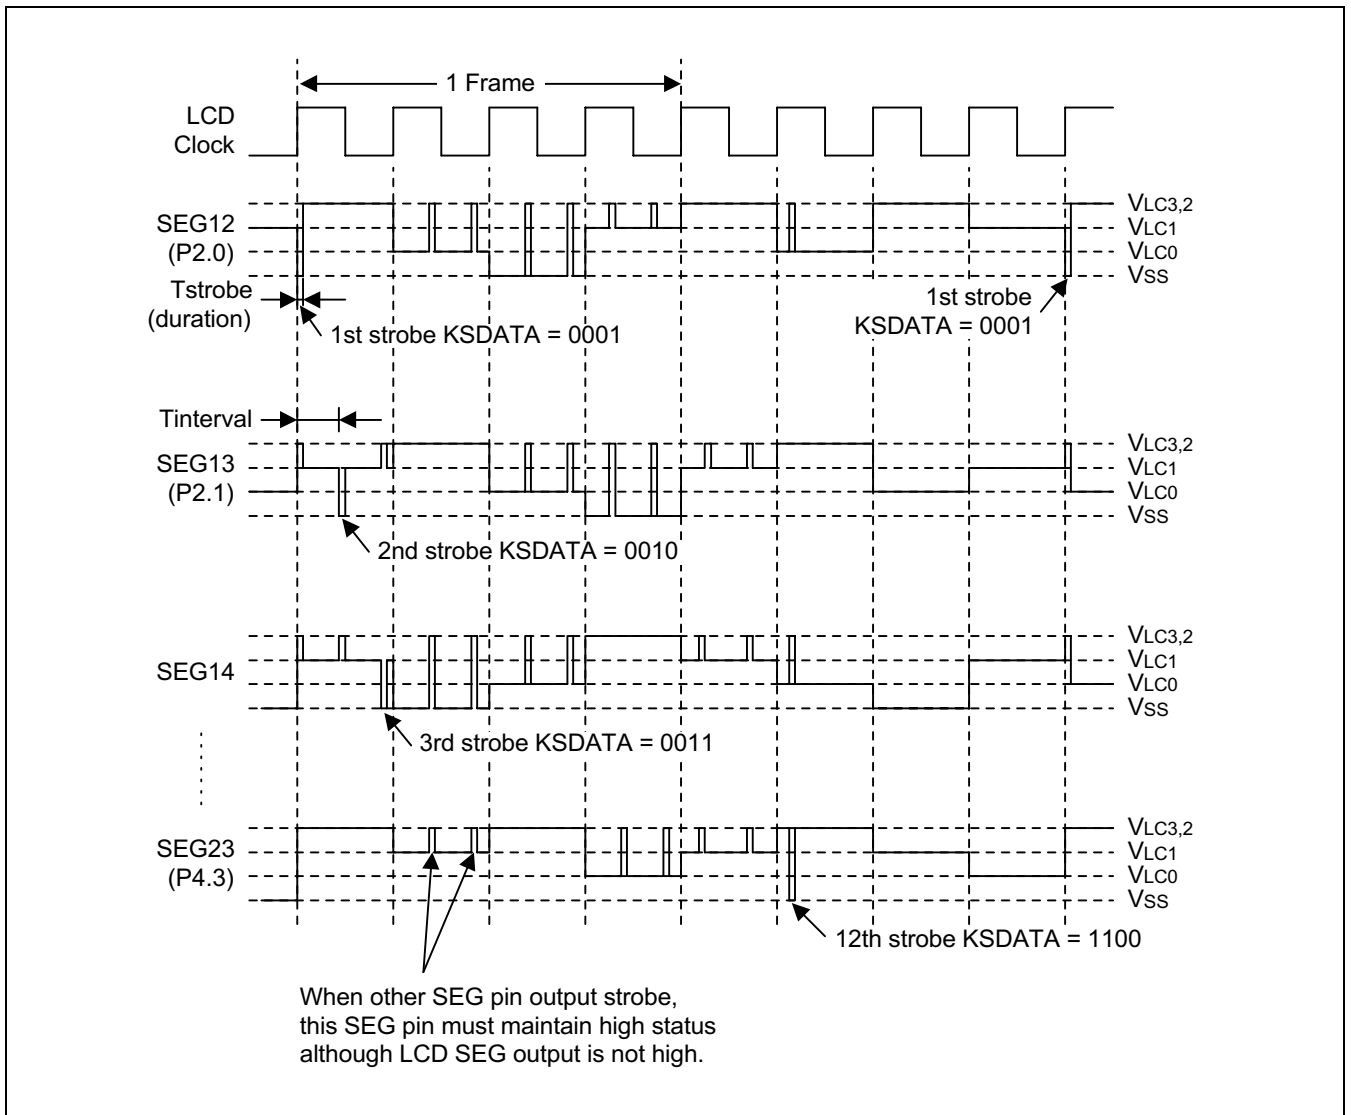 1 Frame
LCD
Clock
SEG12
(P2.0)
VLC3,2
VLC1
VLC0
VSS
Tstrobe
(duration)
1st strobe KSDATA = 0001
1st strobe
KSDATA = 0001
Tinterval
SEG13
(P2.1)
VLC3,2
VLC1
VLC0
VSS
2nd strobe KSDATA = 0010
SEG14
VLC3,2
VLC1
VLC0
VSS
3rd strobe KSDATA = 0011
SEG23
(P4.3)
VLC3,2
VLC1
VLC0
VSS
12th strobe KSDATA = 1100
When other SEG pin output strobe,
this SEG pin must maintain high status
although LCD SEG output is not high.